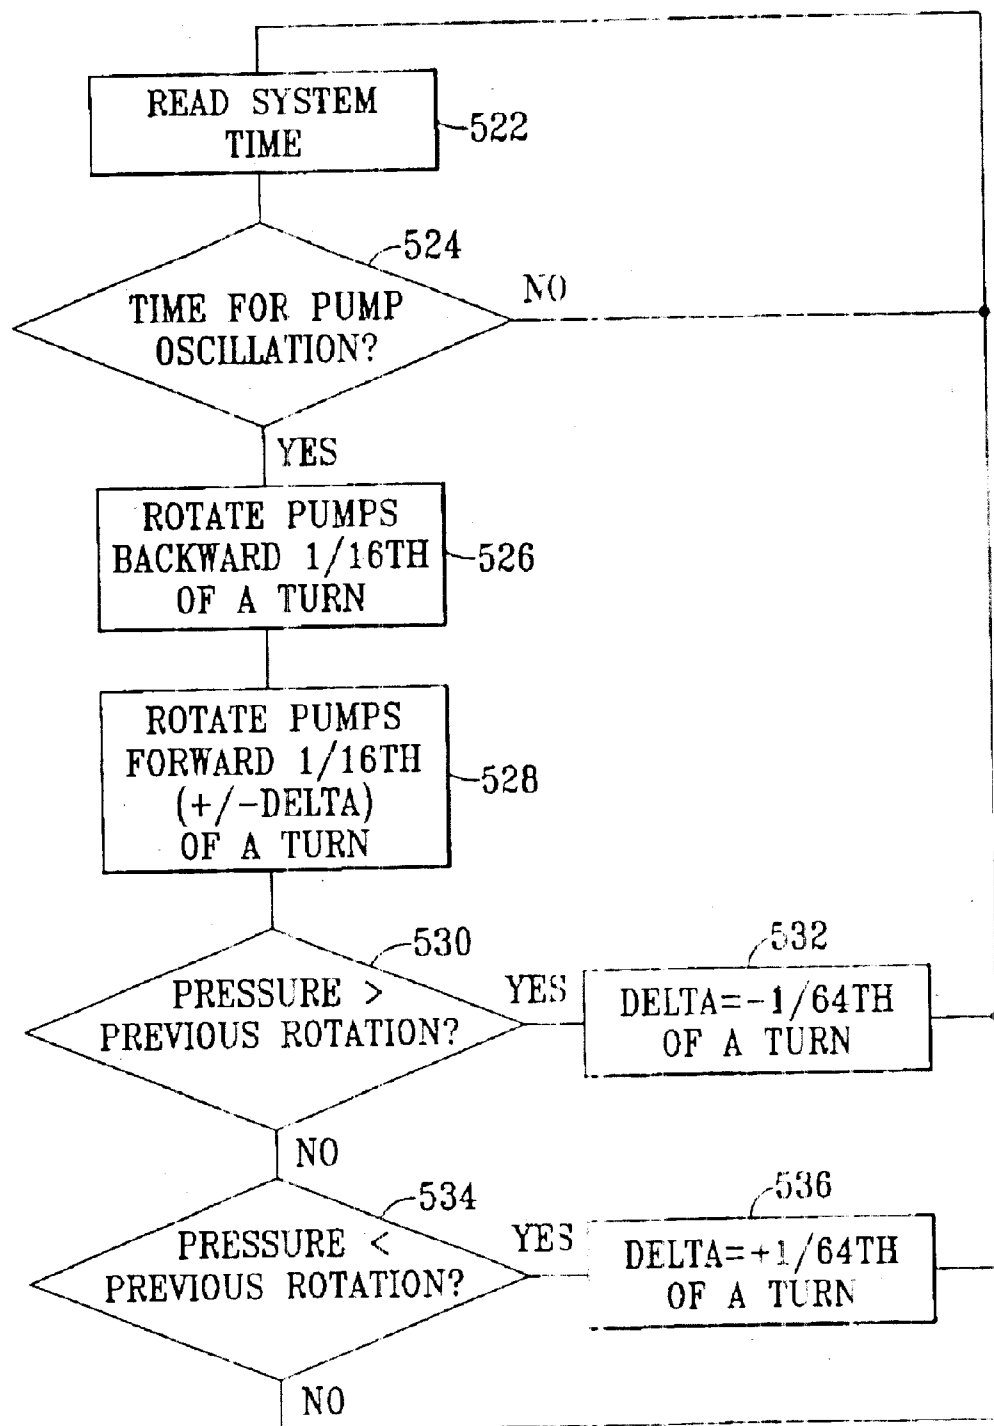 READ SYSTEM
TIME
522
524
TIME FOR PUMP
OSCILLATION?
NO
YES
ROTATE PUMPS
BACKWARD 1/16TH
OF A TURN
526
ROTATE PUMPS
FORWARD 1/16TH
(+/-DELTA)
OF A TURN
528
530
PRESSURE >
PREVIOUS ROTATION?
YES
532
DELTA=-1/64TH
OF A TURN
NO
534
PRESSURE <
PREVIOUS ROTATION?
YES
536
DELTA=+1/64TH
OF A TURN
NO